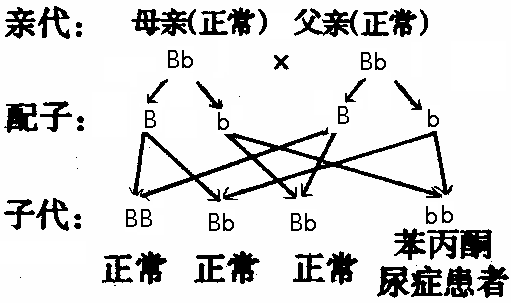 亲代： 母亲(正常) 父亲(正常)
Bb × Bb
配子： B b B b
子代： BB Bb Bb bb
正常 正常 正常 苯丙酮
尿症患者